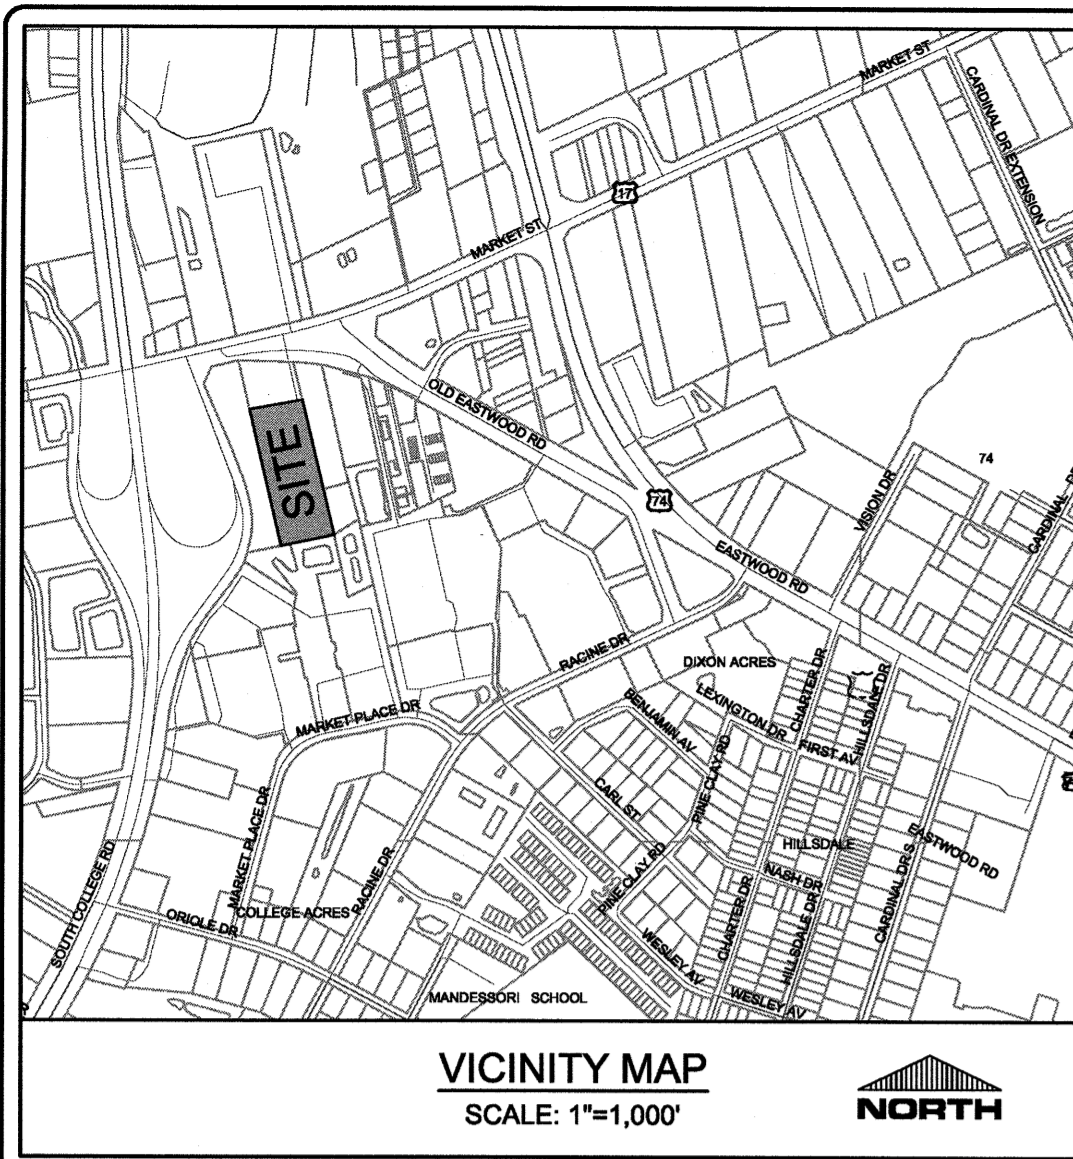 MARKET ST
CARDINAL DR EXTENSION
17
MARKET ST
OLD EASTWOOD RD
SITE
74
74
VISION DR
CARDINAL DR
EASTWOOD RD
RACINE DR
DIXON ACRES
CHARTER DR
HILLSDALE DR
LEXINGTON DR
BENJAMIN AV
MARKET PLACE DR
FIRST AV
PINE CLAY RD
CARL ST
MARKET PLACE DR
HILLSDALE
EASTWOOD RD
SOUTH COLLEGE RD
RACINE DR
PINE CLAY RD
NASH DR
CARDINAL DR S
COLLEGE ACRES
ORIOLE DR
CHARTER DR
HILLSDALE DR
WESLEY AV
MANDESSORI SCHOOL
WESLEY AV
VICINITY MAP
SCALE: 1"=1,000'
NORTH